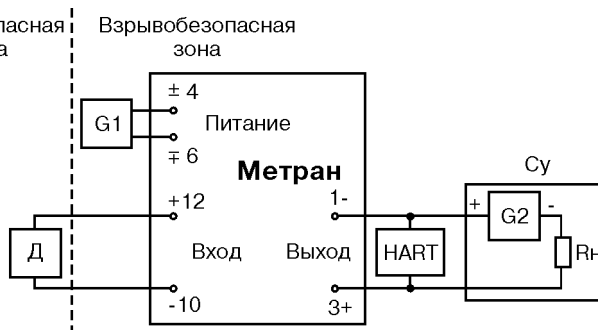 пасная
а
Взрывобезопасная
зона
± 4
G1
Питание
∓ 6
Метран
Су
+12
1-
+
G2
-
Д
Вход
Выход
HART
Rн
-10
3+